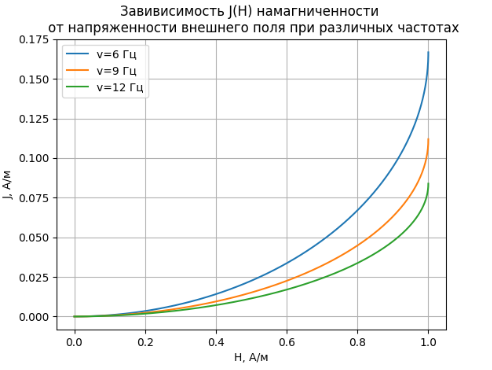 Завивисимость J(H) намагниченности
от напряженности внешнего поля при различных частотах
0.175
0.150
0.125
0.100
0.075
0.050
0.025
0.000
J, А/м
v=6 Гц
v=9 Гц
v=12 Гц
0.0 0.2 0.4 0.6 0.8 1.0
H, А/м